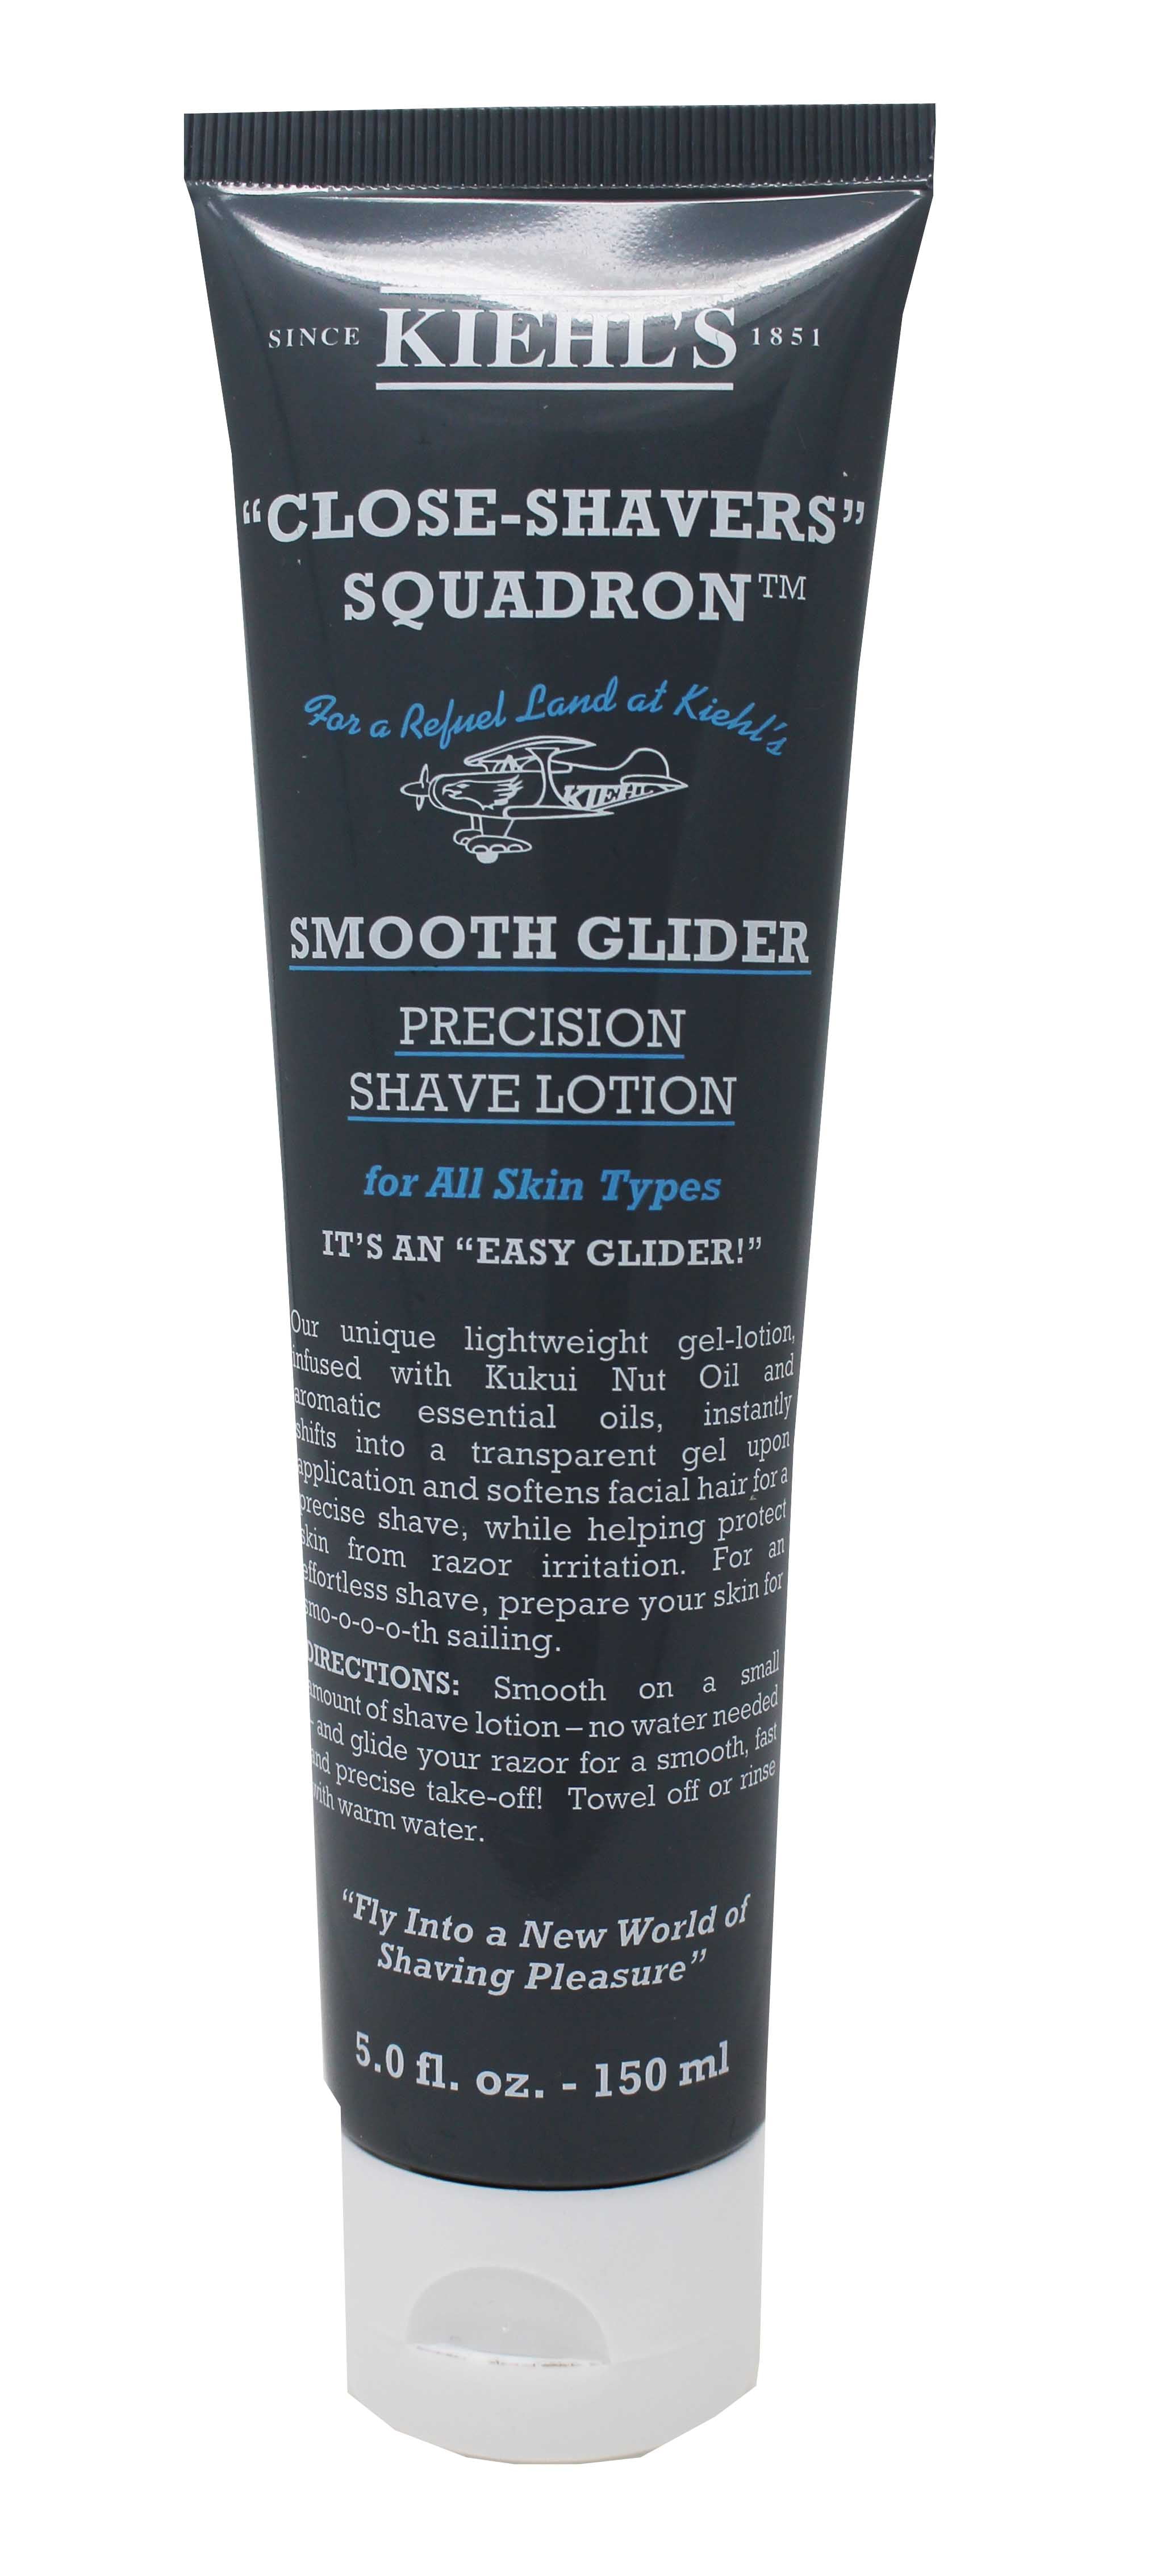 SINCE KIEHL'S 1851
“CLOSE-SHAVERS”
SQUADRON™
For a Refuel Land at Kiehl's
KIEHL
SMOOTH GLIDER
PRECISION
SHAVE LOTION
for All Skin Types
IT'S AN “EASY GLIDER!”
Our unique lightweight gel-lotion,
infused with Kukui Nut Oil and
aromatic essential oils, instantly
shifts into a transparent gel upon
application and softens facial hair for a
precise shave, while helping protect
skin from razor irritation. For an
effortless shave, prepare your skin for
smo-o-o-o-th sailing.
DIRECTIONS: Smooth on a small
amount of shave lotion – no water needed
– and glide your razor for a smooth, fast
and precise take-off! Towel off or rinse
with warm water.
“Fly Into a New World of
Shaving Pleasure”
5.0 fl. oz. - 150 ml